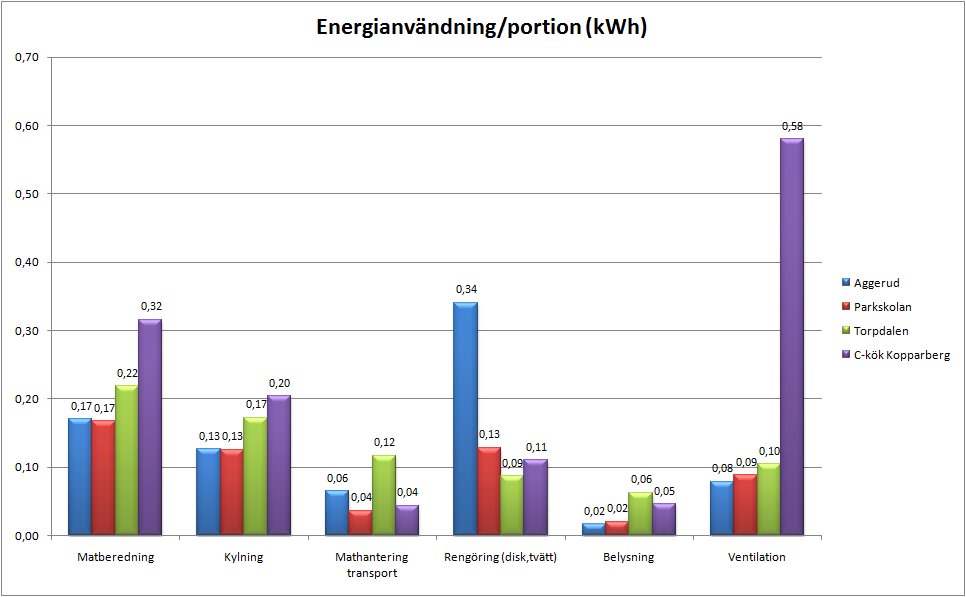 Energianvändning/portion (kWh)
0,70
0,60
0,50
0,40
0,30
0,20
0,10
0,00
0,17
0,17
0,22
0,32
0,13
0,13
0,17
0,20
0,06
0,04
0,12
0,04
0,34
0,13
0,09
0,11
0,02
0,02
0,06
0,05
0,08
0,09
0,10
0,58
Matberedning
Kylning
Mathantering
transport
Rengöring (disk,tvätt)
Belysning
Ventilation
Aggerud
Parkskolan
Torpdalen
C-kök Kopparberg